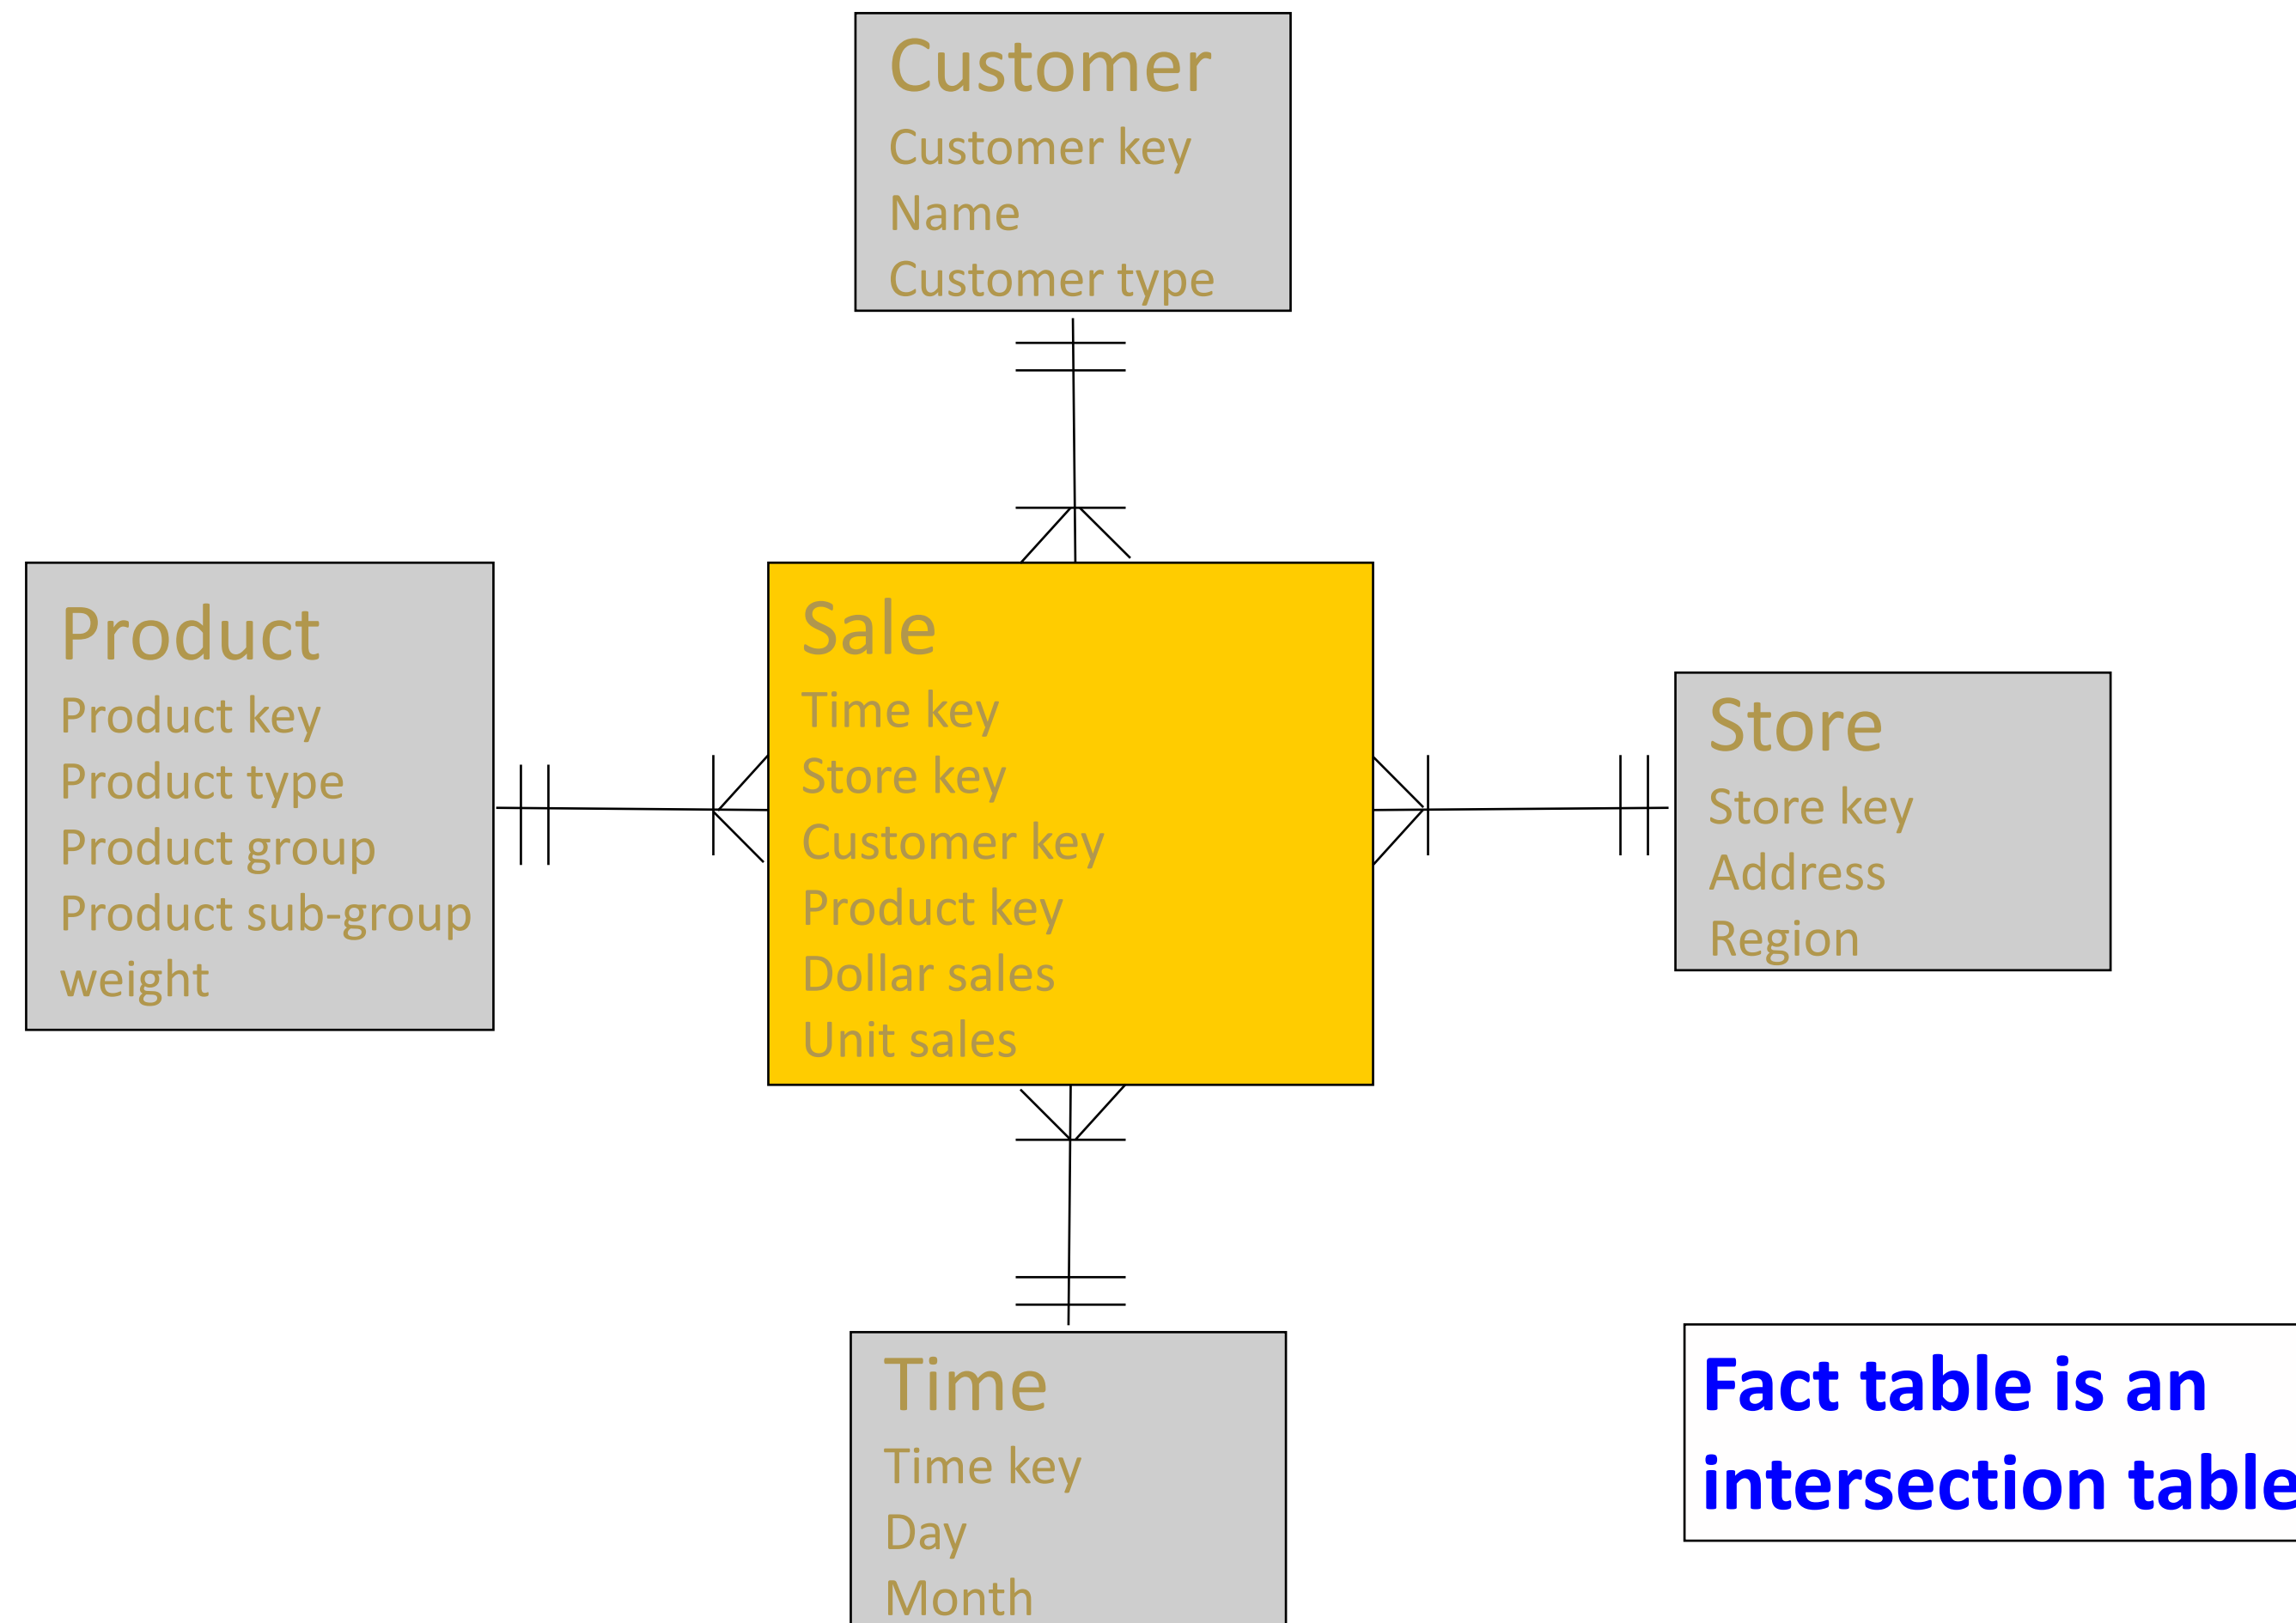 Customer
Customer key
Name
Customer type
Product
Product key
Product type
Product group
Product sub-group
weight
Sale
Time key
Store key
Customer key
Product key
Dollar sales
Unit sales
Store
Store key
Address
Region
Time
Time key
Day
Month
Fact table is an
intersection table